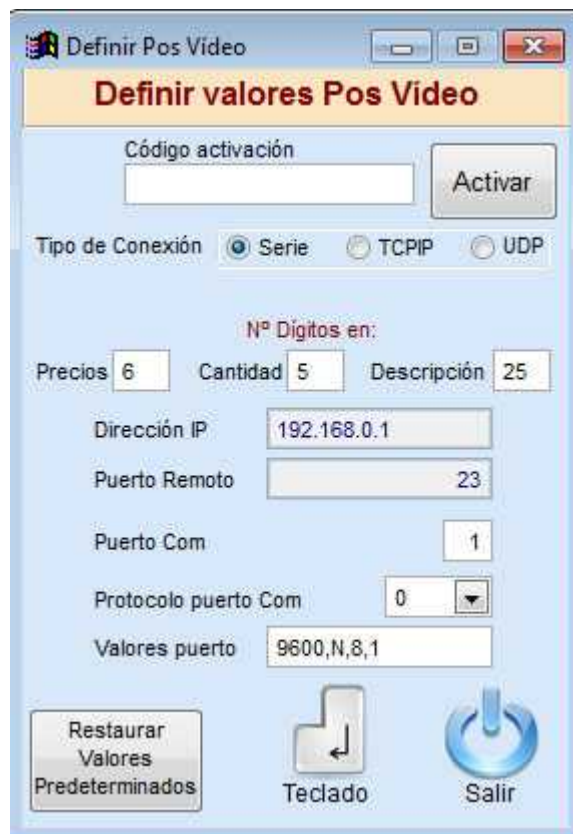 Definir Pos Vídeo
Definir valores Pos Vídeo
Código activación
Activar
Tipo de Conexión Serie TCPIP UDP
Nº Dígitos en:
Precios 6 Cantidad 5 Descripción 25
Dirección IP 192.168.0.1
Puerto Remoto 23
Puerto Com 1
Protocolo puerto Com 0
Valores puerto 9600,N,8,1
Restaurar
Valores
Predeterminados
Teclado
Salir